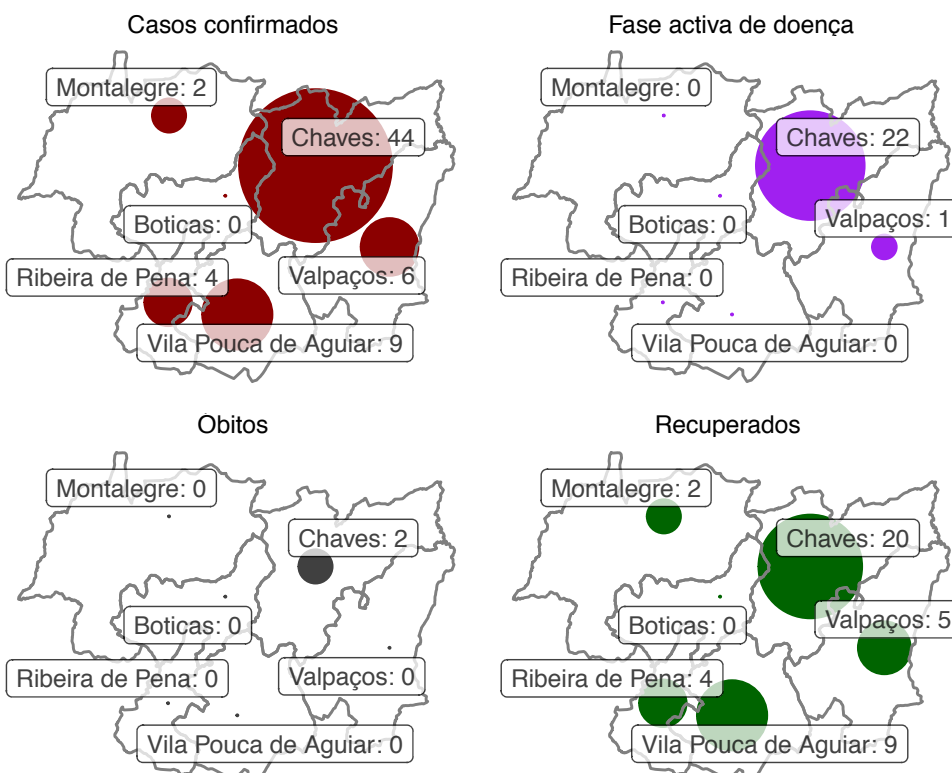 Casos confirmados
Montalegre: 2
Chaves: 44
Boticas: 0
Ribeira de Pena: 4
Valpaços: 6
Vila Pouca de Aguiar: 9
Fase activa de doença
Montalegre: 0
Chaves: 22
Boticas: 0
Valpaços: 1
Ribeira de Pena: 0
Vila Pouca de Aguiar: 0
Obitos
Montalegre: 0
Chaves: 2
Boticas: 0
Ribeira de Pena: 0
Valpaços: 0
Vila Pouca de Aguiar: 0
Recuperados
Montalegre: 2
Chaves: 20
Boticas: 0
Valpaços: 5
Ribeira de Pena: 4
Vila Pouca de Aguiar: 9